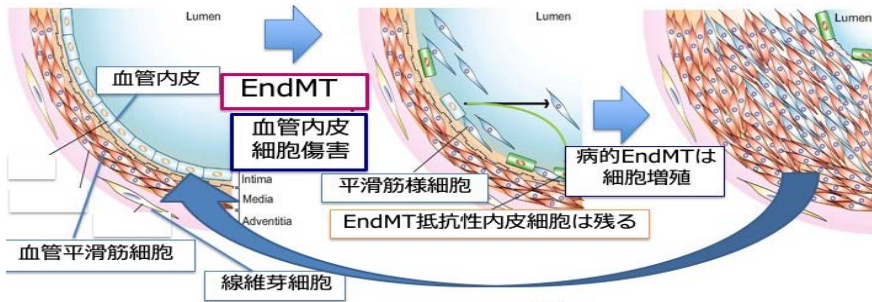 Lumen
血管内皮
EndMT
血管内皮
細胞傷害
Intima
Media
Adventitia
血管平滑筋細胞
線維芽細胞
Lumen
平滑筋様細胞
EndMT抵抗性内皮細胞は残る
病的EndMTは
細胞増殖
Lumen